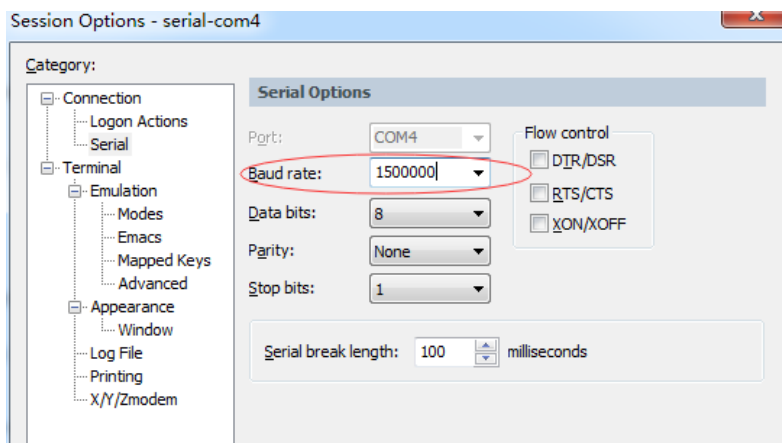 Session Options - serial-com4
Category:
Connection
Logon Actions
Serial
Terminal
Emulation
Modes
Emacs
Mapped Keys
Advanced
Appearance
Window
Log File
Printing
X/Y/Zmodem
Serial Options
Port: COM4
Baud rate: 1500000
Data bits: 8
Parity: None
Stop bits: 1
Flow control
DTR/DSR
RTS/CTS
XON/XOFF
Serial break length: 100 milliseconds